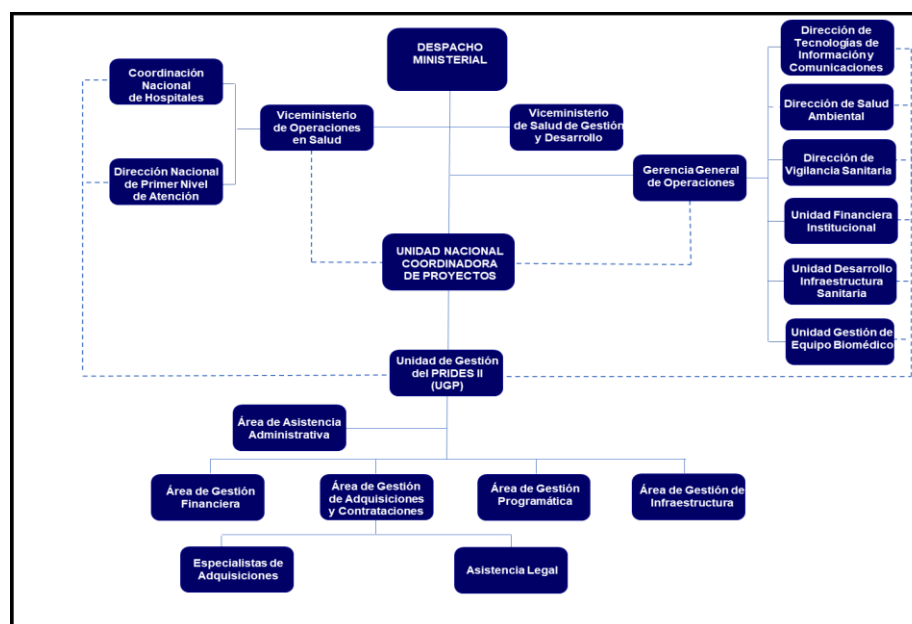 DESPACHO
MINISTERIAL
Dirección de
Tecnologías de
Información y
Comunicaciones
Coordinación
Nacional
de Hospitales
Viceministerio
de Operaciones
en Salud
Viceministerio
de Salud de Gestión
y Desarrollo
Dirección de Salud
Ambiental
Dirección Nacional
de Primer Nivel
de Atención
Gerencia General
de Operaciones
Dirección de
Vigilancia Sanitaria
Unidad Financiera
Institucional
UNIDAD NACIONAL
COORDINADORA
DE PROYECTOS
Unidad Desarrollo
Infraestructura
Sanitaria
Unidad Gestión de
Equipo Biomédico
Unidad de Gestión
del PRIDES II
(UGP)
Área de Asistencia
Administrativa
Área de Gestión
Financiera
Área de Gestión
de Adquisiciones
y Contrataciones
Área de Gestión
Programática
Área de Gestión de
Infraestructura
Especialistas de
Adquisiciones
Asistencia Legal